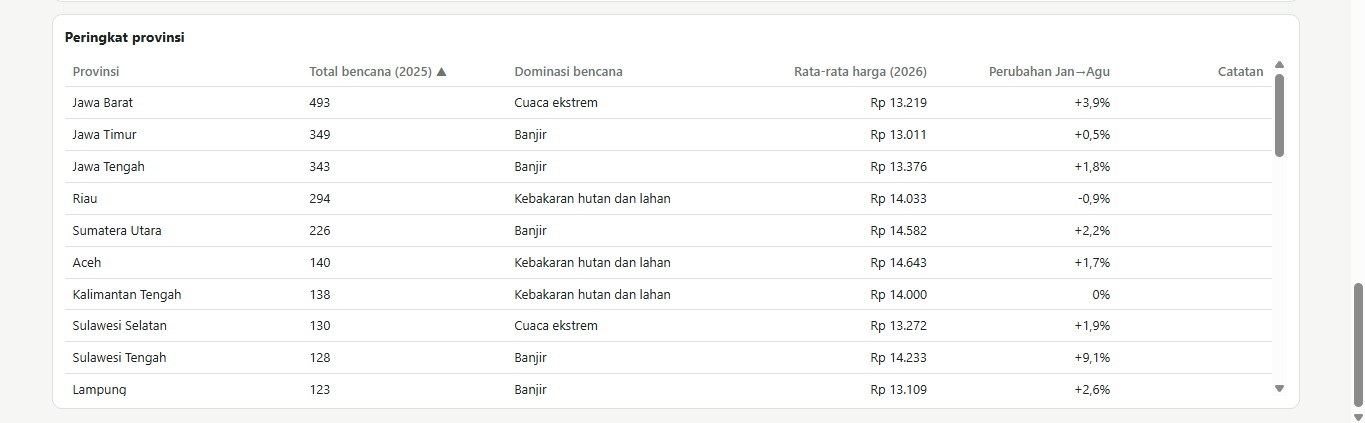 Peringkat provinsi
Provinsi Total bencana (2025) ▲ Dominasi bencana Rata-rata harga (2026) Perubahan Jan→Agu Catatan
Jawa Barat 493 Cuaca ekstrem Rp 13.219 +3,9%
Jawa Timur 349 Banjir Rp 13.011 +0,5%
Jawa Tengah 343 Banjir Rp 13.376 +1,8%
Riau 294 Kebakaran hutan dan lahan Rp 14.033 -0,9%
Sumatera Utara 226 Banjir Rp 14.582 +2,2%
Aceh 140 Kebakaran hutan dan lahan Rp 14.643 +1,7%
Kalimantan Tengah 138 Kebakaran hutan dan lahan Rp 14.000 0%
Sulawesi Selatan 130 Cuaca ekstrem Rp 13.272 +1,9%
Sulawesi Tengah 128 Banjir Rp 14.233 +9,1%
Lampung 123 Banjir Rp 13.109 +2,6%